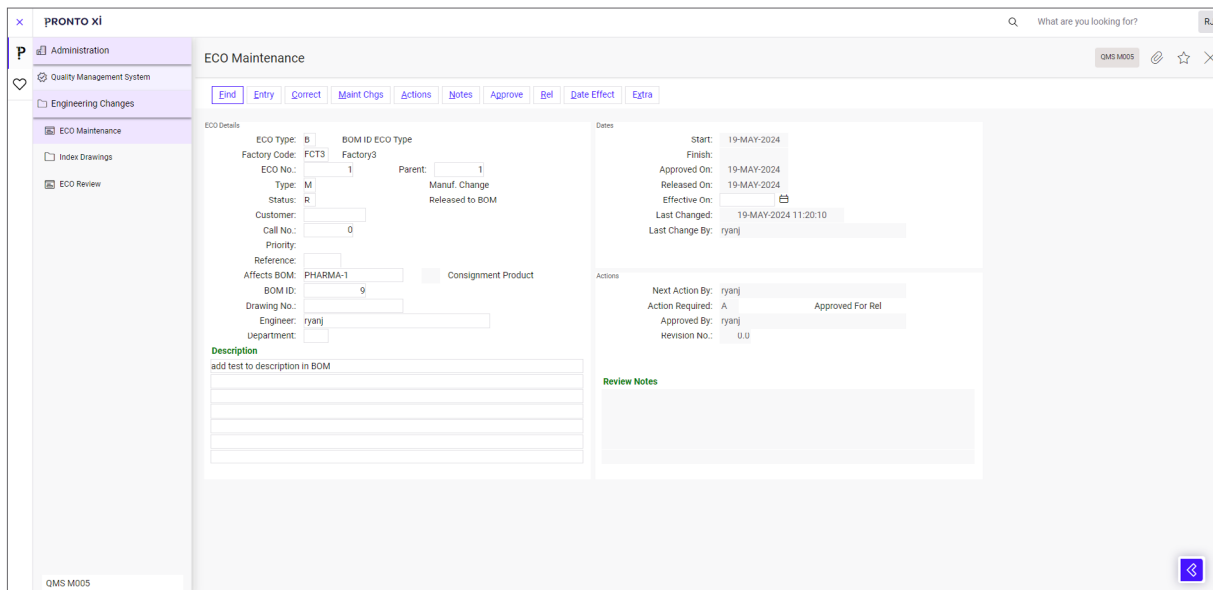 PRONTO Xi
What are you looking for?
RJ
Administration
Quality Management System
Engineering Changes
ECO Maintenance
Index Drawings
ECO Review
QMS M005
ECO Maintenance
QMS M005
Find Entry Correct Maint Chgs Actions Notes Approve Rel Date Effect Extra
ECO Details
ECO Type: B BOM ID ECO Type
Factory Code: FCT3 Factory3
ECO No.: 1 Parent: 1
Type: M Manuf. Change
Status: R Released to BOM
Customer:
Call No.: 0
Priority:
Reference:
Affects BOM: PHARMA-1 Consignment Product
BOM ID: 9
Drawing No.:
Engineer: ryanj
Department:
Description
add test to description in BOM
Dates
Start: 19-MAY-2024
Finish:
Approved On: 19-MAY-2024
Released On: 19-MAY-2024
Effective On:
Last Changed: 19-MAY-2024 11:20:10
Last Change By: ryanj
Actions
Next Action By: ryanj
Action Required: A Approved For Rel
Approved By: ryanj
Revision No.: 0.0
Review Notes